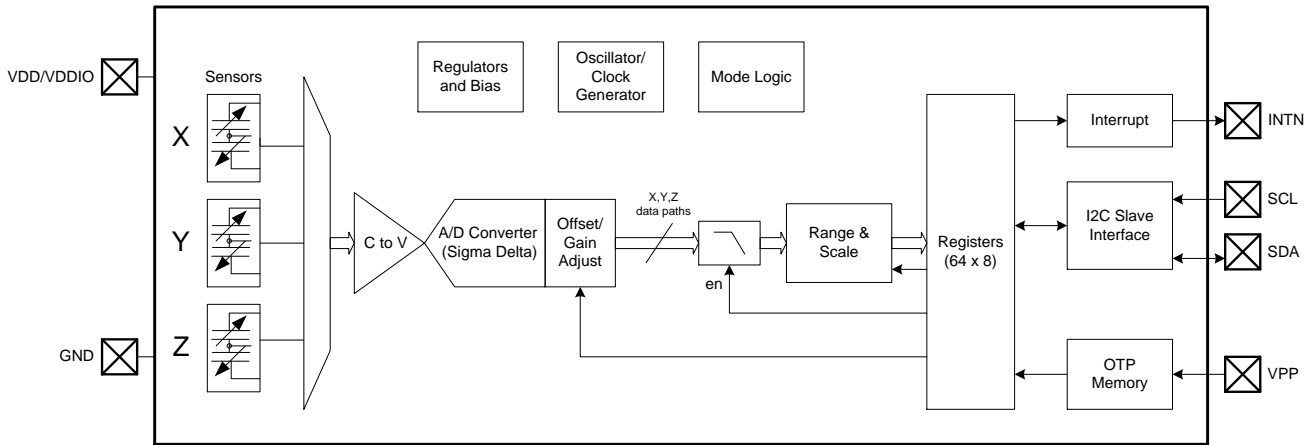 VDD/VDDIO
GND
Sensors
X
Y
Z
Regulators
and Bias
Oscillator/
Clock
Generator
Mode Logic
C to V
A/D Converter
(Sigma Delta)
Offset/
Gain
Adjust
X,Y,Z
data paths
en
Range &
Scale
Registers
(64 x 8)
Interrupt
I2C Slave
Interface
OTP
Memory
INTN
SCL
SDA
VPP